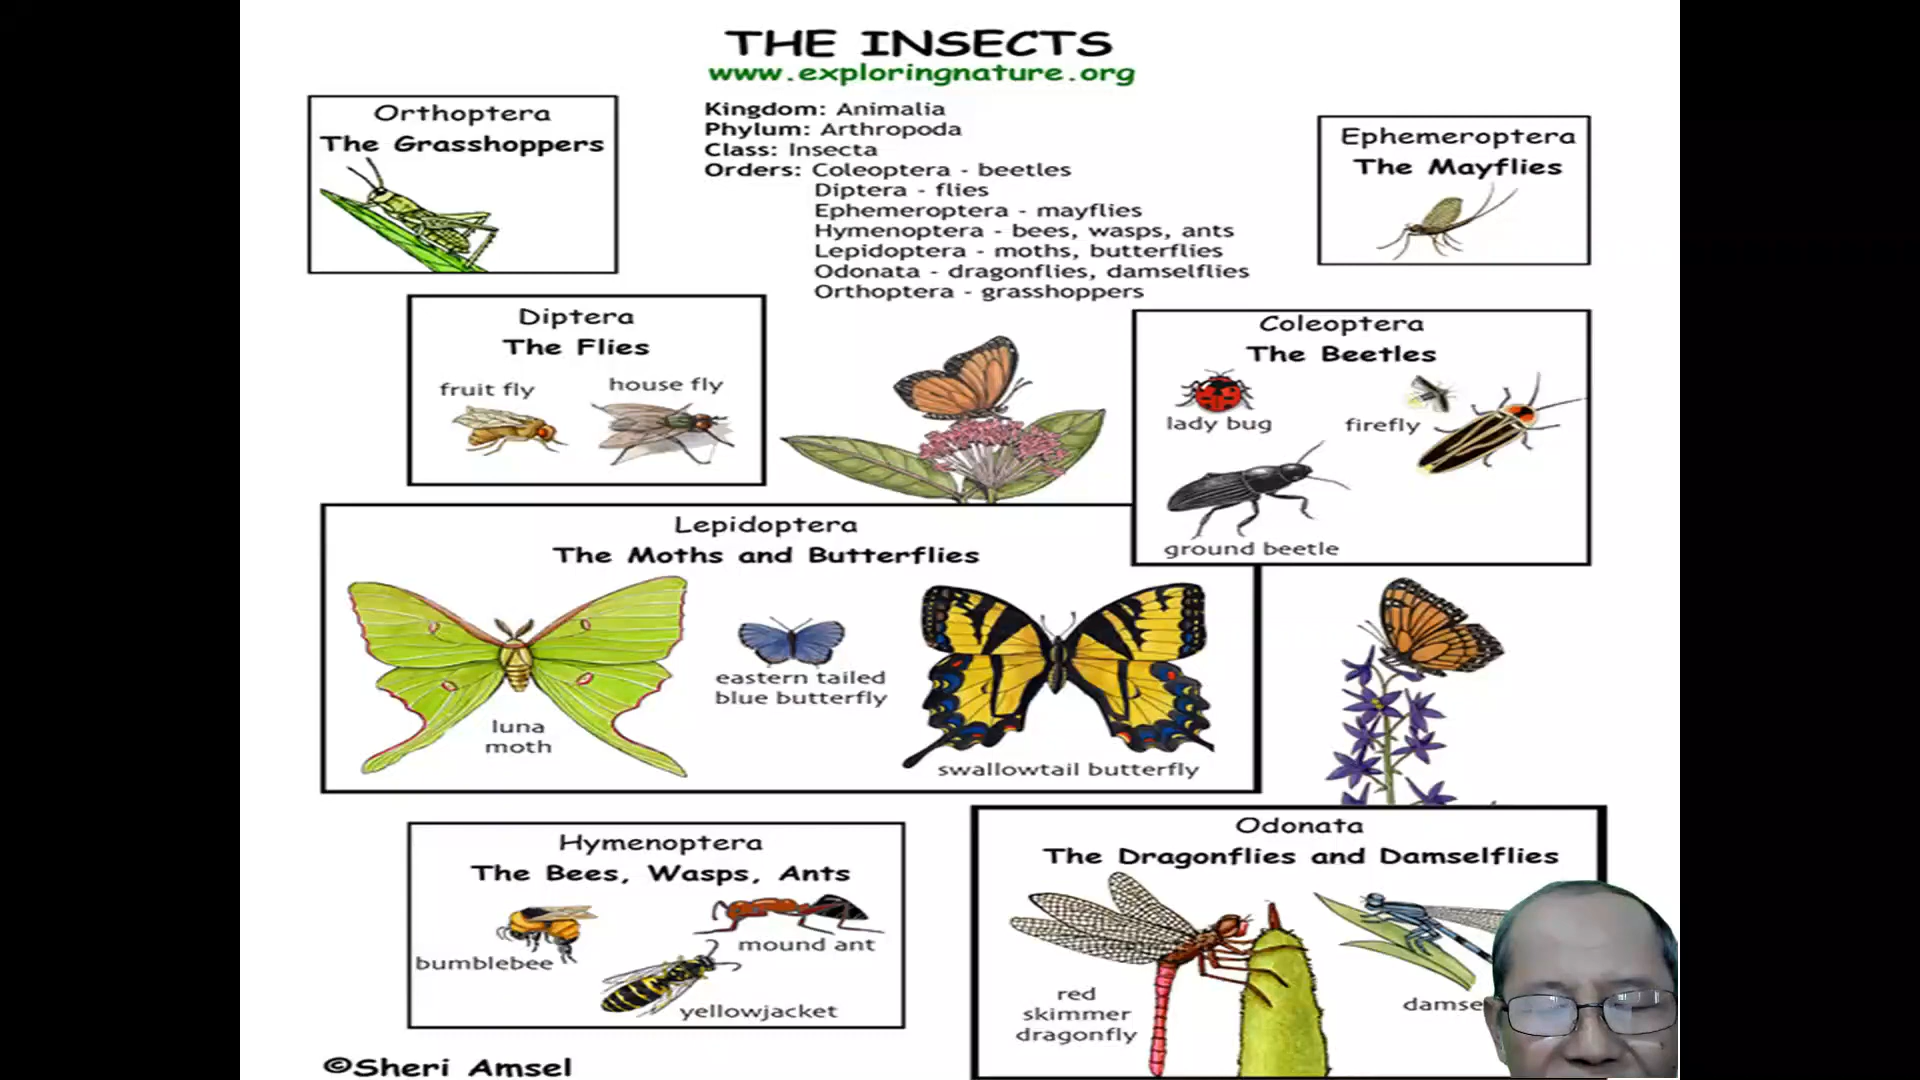 THE INSECTS
www.exploringnature.org
Orthoptera
The Grasshoppers
Kingdom: Animalia
Phylum: Arthropoda
Class: Insecta
Orders: Coleoptera - beetles
Diptera - flies
Ephemeroptera - mayflies
Hymenoptera - bees, wasps, ants
Lepidoptera - moths, butterflies
Odonata - dragonflies, damselflies
Orthoptera - grasshoppers
Ephemeroptera
The Mayflies
Diptera
The Flies
fruit fly
house fly
Coleoptera
The Beetles
lady bug
firefly
ground beetle
Lepidoptera
The Moths and Butterflies
luna
moth
eastern tailed
blue butterfly
swallowtail butterfly
Hymenoptera
The Bees, Wasps, Ants
bumblebee
mound ant
yellowjacket
Odonata
The Dragonflies and Damselflies
red
skimmer
dragonfly
©Sheri Amsel